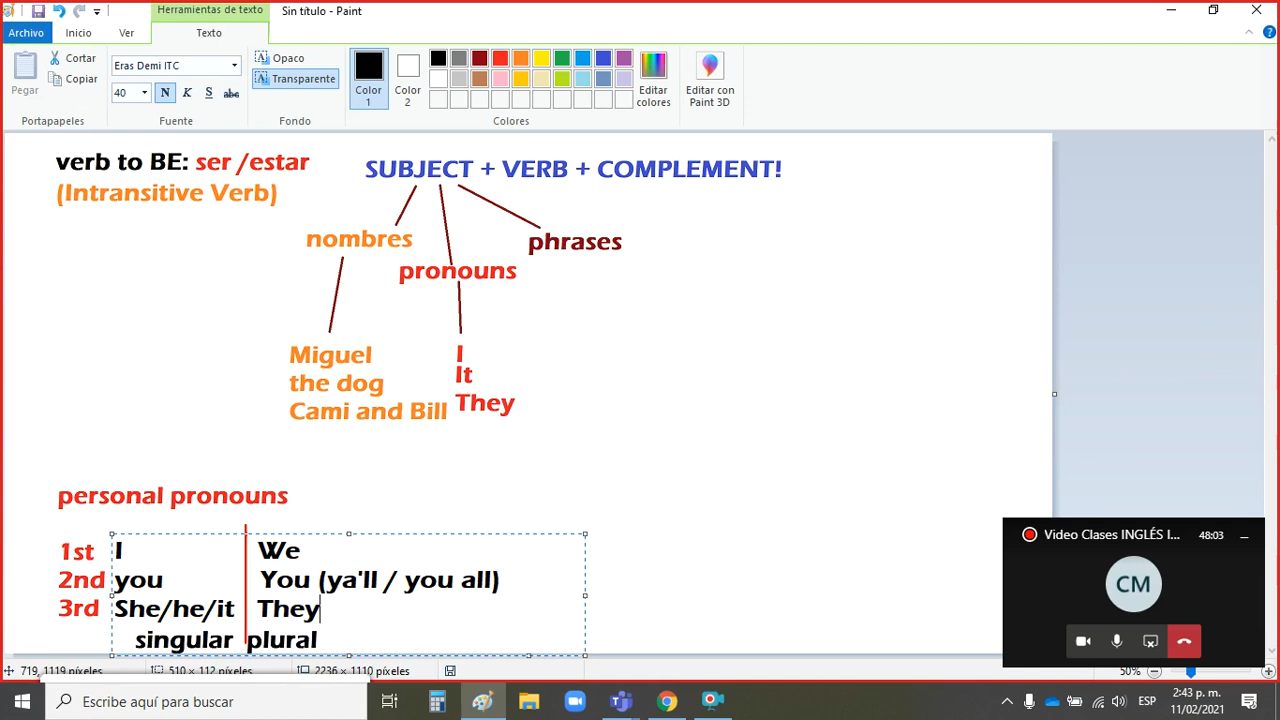 Herramientas de texto
Sin título - Paint
Archivo
Inicio
Ver
Texto
Pegar
Cortar
Copiar
Portapapeles
Eras Demi ITC
40
N
K
S
abc
Fuente
Opaco
Transparente
Fondo
Color
1
Color
2
Colores
Editar
colores
Editar con
Paint 3D
verb to BE: ser /estar
(Intransitive Verb)
SUBJECT + VERB + COMPLEMENT!
nombres
phrases
pronouns
Miguel
the dog
Cami and Bill
I
It
They
personal pronouns
1st I We
2nd you You (ya'll / you all)
3rd She/he/it They
singular plural
Video Clases INGLÉS I...
48:03
CM
719, 1119 píxeles
510 × 112 píxeles
2236 × 1110 píxeles
50%
Escribe aquí para buscar
ESP
2:43 p. m.
11/02/2021